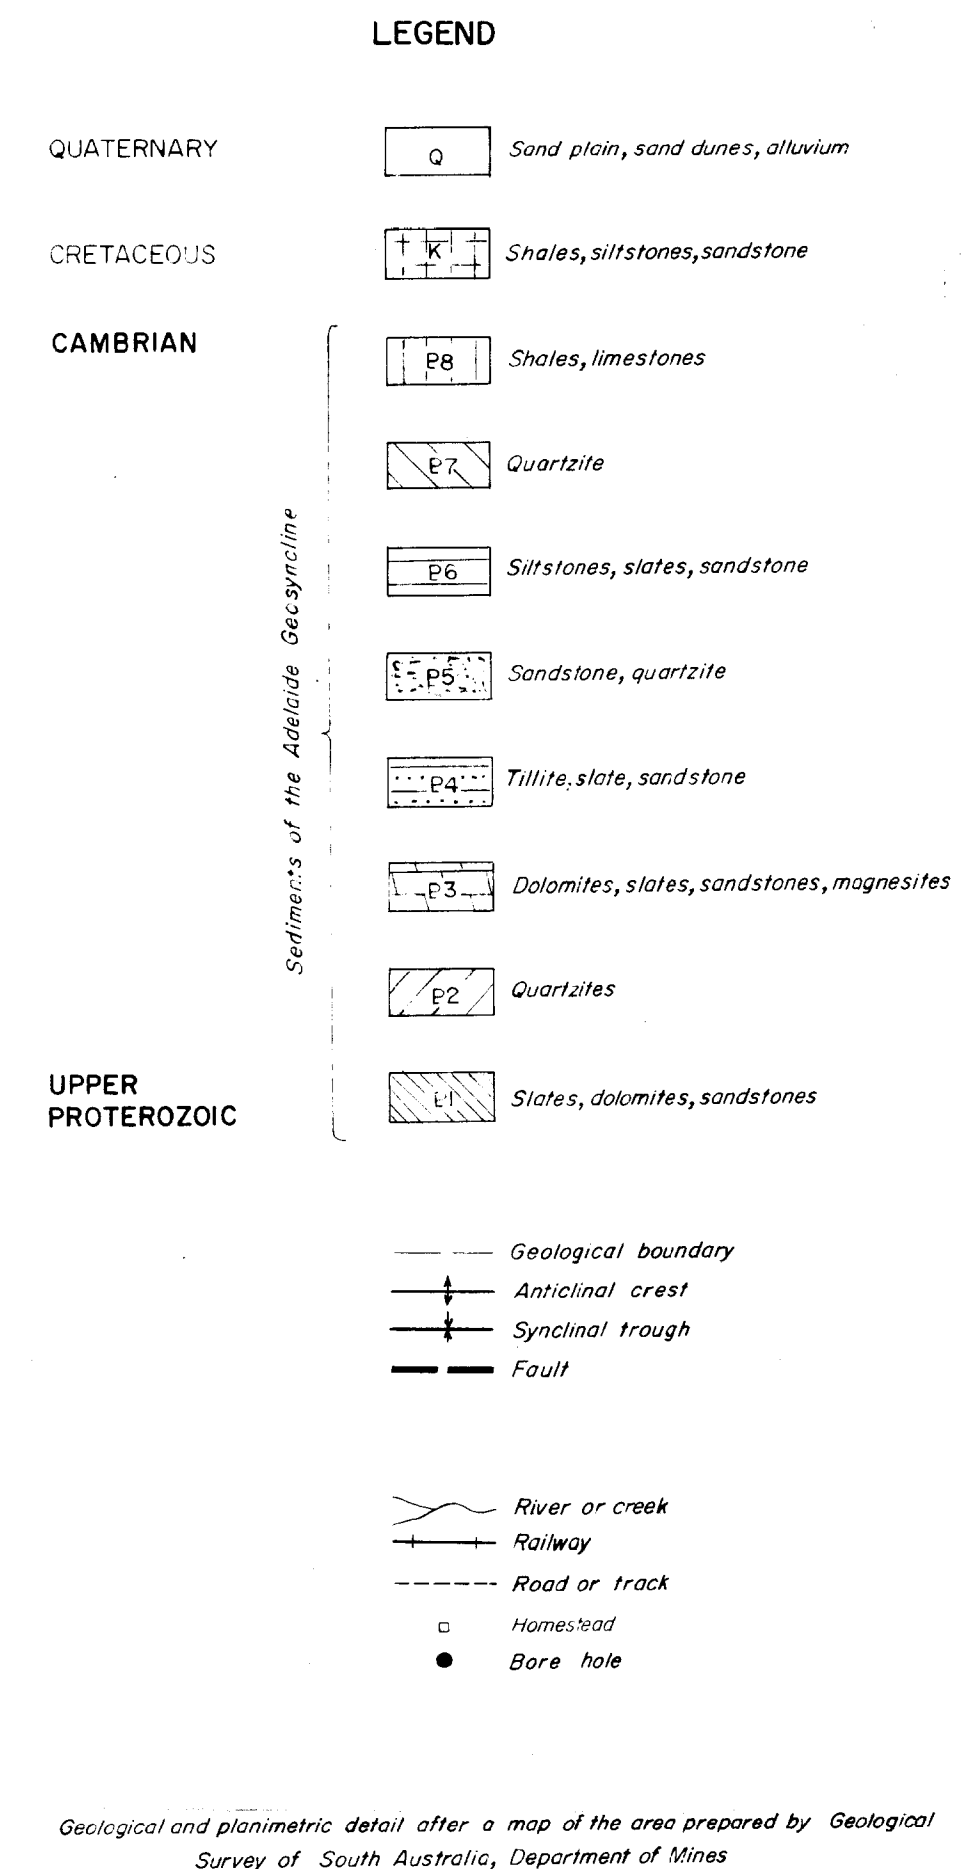 LEGEND
QUATERNARY Q Sand plain, sand dunes, alluvium
CRETACEOUS K Shales, siltstones, sandstone
CAMBRIAN P8 Shales, limestones
P7 Quartzite
P6 Siltstones, slates, sandstone
P5 Sandstone, quartzite
P4 Tillite, slate, sandstone
P3 Dolomites, slates, sandstones, magnesites
P2 Quartzites
UPPER
PROTEROZOIC P1 Slates, dolomites, sandstones
Sediments of the Adelaide Geosyncline
Geological boundary
Anticlinal crest
Synclinal trough
Fault
River or creek
Railway
Road or track
Homestead
Bore hole
Geological and planimetric detail after a map of the area prepared by Geological
Survey of South Australia, Department of Mines